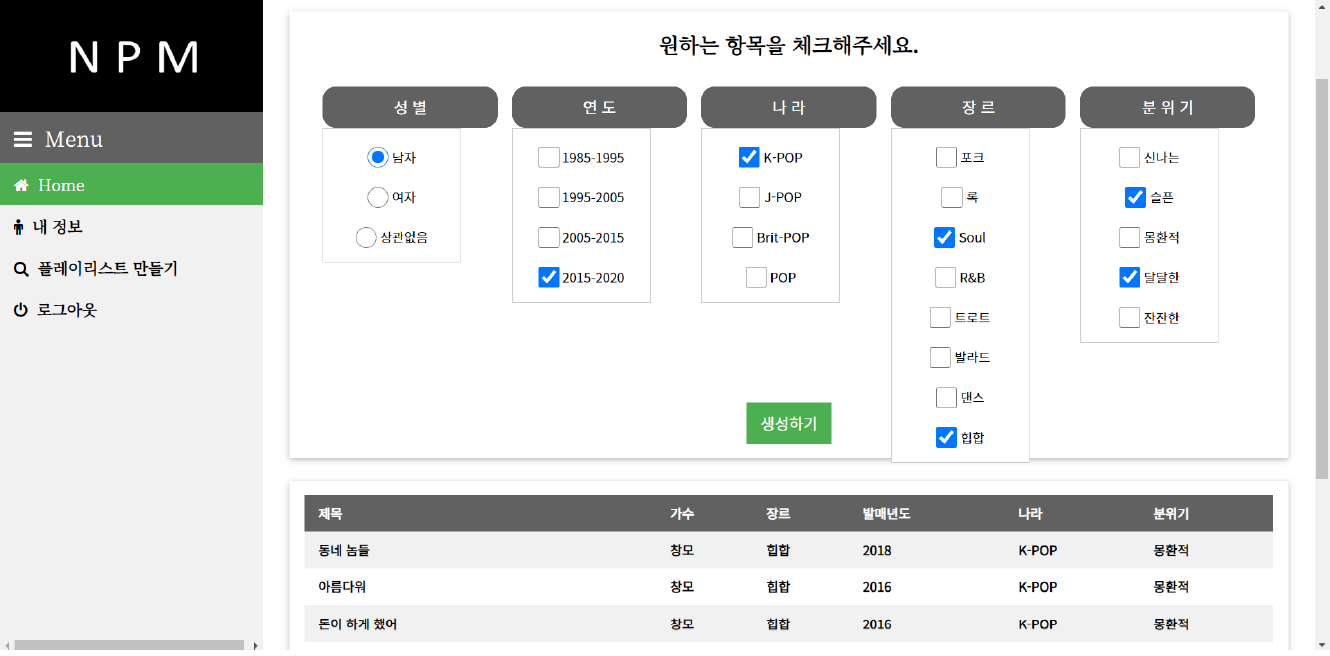 N P M
Menu
Home
내 정보
플레이리스트 만들기
로그아웃
원하는 항목을 체크해주세요.
성 별
남자
여자
상관없음
연 도
1985-1995
1995-2005
2005-2015
2015-2020
나 라
K-POP
J-POP
Brit-POP
POP
장 르
포크
록
Soul
R&B
트로트
발라드
댄스
힙합
분 위 기
신나는
슬픈
몽환적
달달한
잔잔한
생성하기
제목 가수 장르 발매년도 나라 분위기
동네 놈들 창모 힙합 2018 K-POP 몽환적
아름다워 창모 힙합 2016 K-POP 몽환적
돈이 하게 했어 창모 힙합 2016 K-POP 몽환적